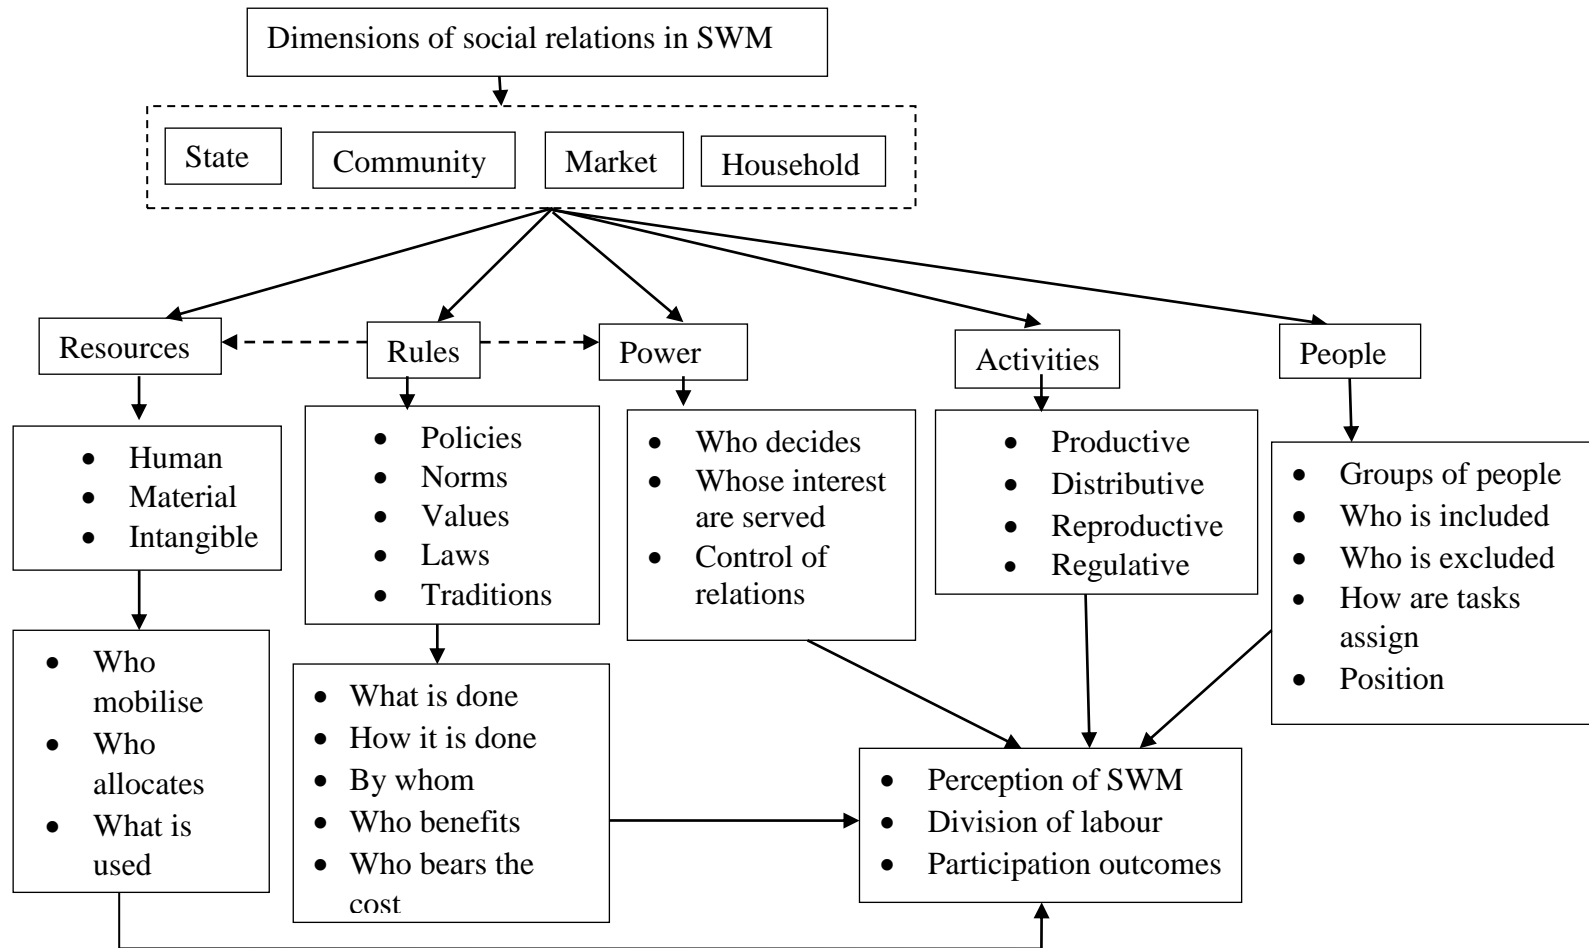 Dimensions of social relations in SWM
State
Community
Market
Household
Resources
Rules
Power
Activities
People
• Human
• Material
• Intangible
• Policies
• Norms
• Values
• Laws
• Traditions
• Who decides
• Whose interest
are served
• Control of
relations
• Productive
• Distributive
• Reproductive
• Regulative
• Groups of people
• Who is included
• Who is excluded
• How are tasks
assign
• Position
• Who
mobilise
• Who
allocates
• What is
used
• What is done
• How it is done
• By whom
• Who benefits
• Who bears the
cost
• Perception of SWM
• Division of labour
• Participation outcomes